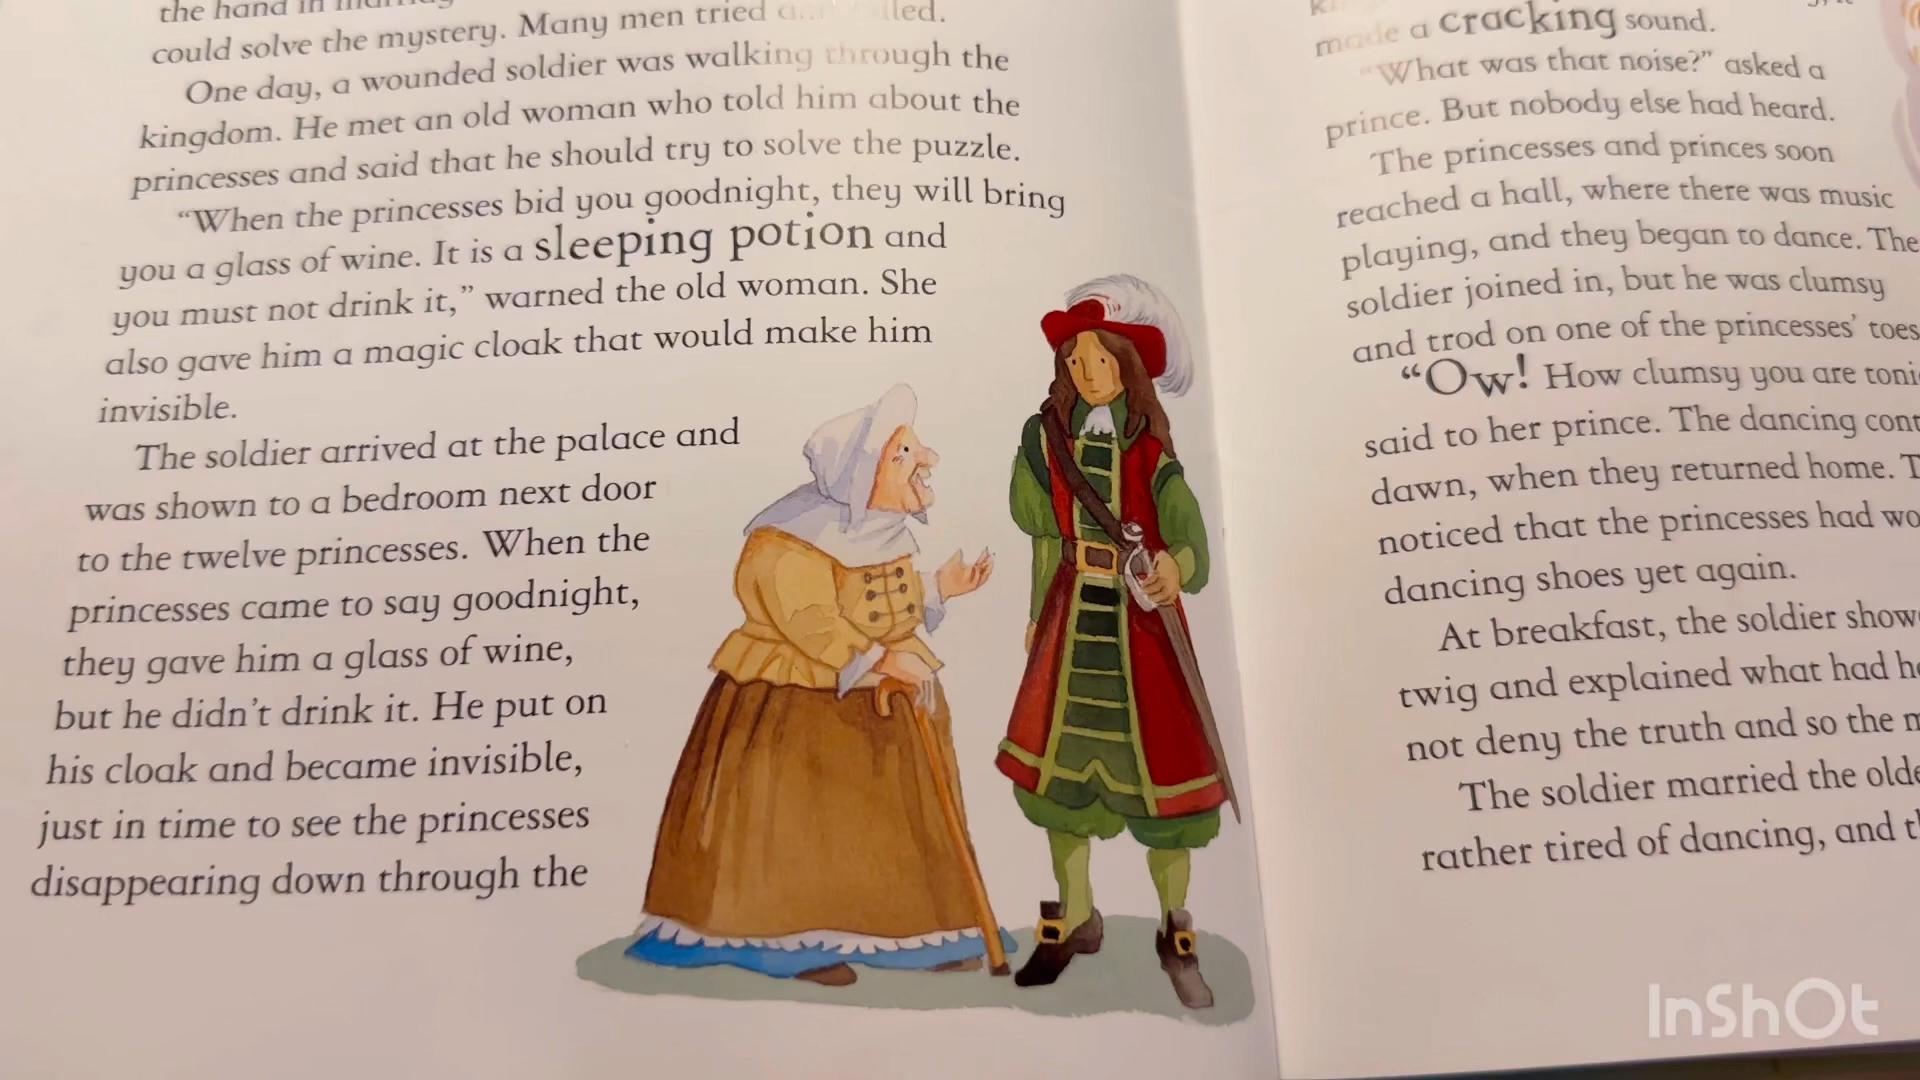 the hand in
could solve the mystery. Many men tried
One day, a wounded soldier was walking through the
kingdom. He met an old woman who told him about the
princesses and said that he should try to solve the puzzle.
“When the princesses bid you goodnight, they will bring
you a glass of wine. It is a sleeping potion and
you must not drink it,” warned the old woman. She
also gave him a magic cloak that would make him
invisible.
The soldier arrived at the palace and
was shown to a bedroom next door
to the twelve princesses. When the
princesses came to say goodnight,
they gave him a glass of wine,
but he didn’t drink it. He put on
his cloak and became invisible,
just in time to see the princesses
disappearing down through the
made a cracking sound.
“What was that noise?” asked a
prince. But nobody else had heard.
The princesses and princes soon
reached a hall, where there was music
playing, and they began to dance. The
soldier joined in, but he was clumsy
and trod on one of the princesses’ toes
“Ow! How clumsy you are toni
said to her prince. The dancing cont
dawn, when they returned home. T
noticed that the princesses had wo
dancing shoes yet again.
At breakfast, the soldier show
twig and explained what had h
not deny the truth and so the m
The soldier married the olde
rather tired of dancing, and th
InShOt